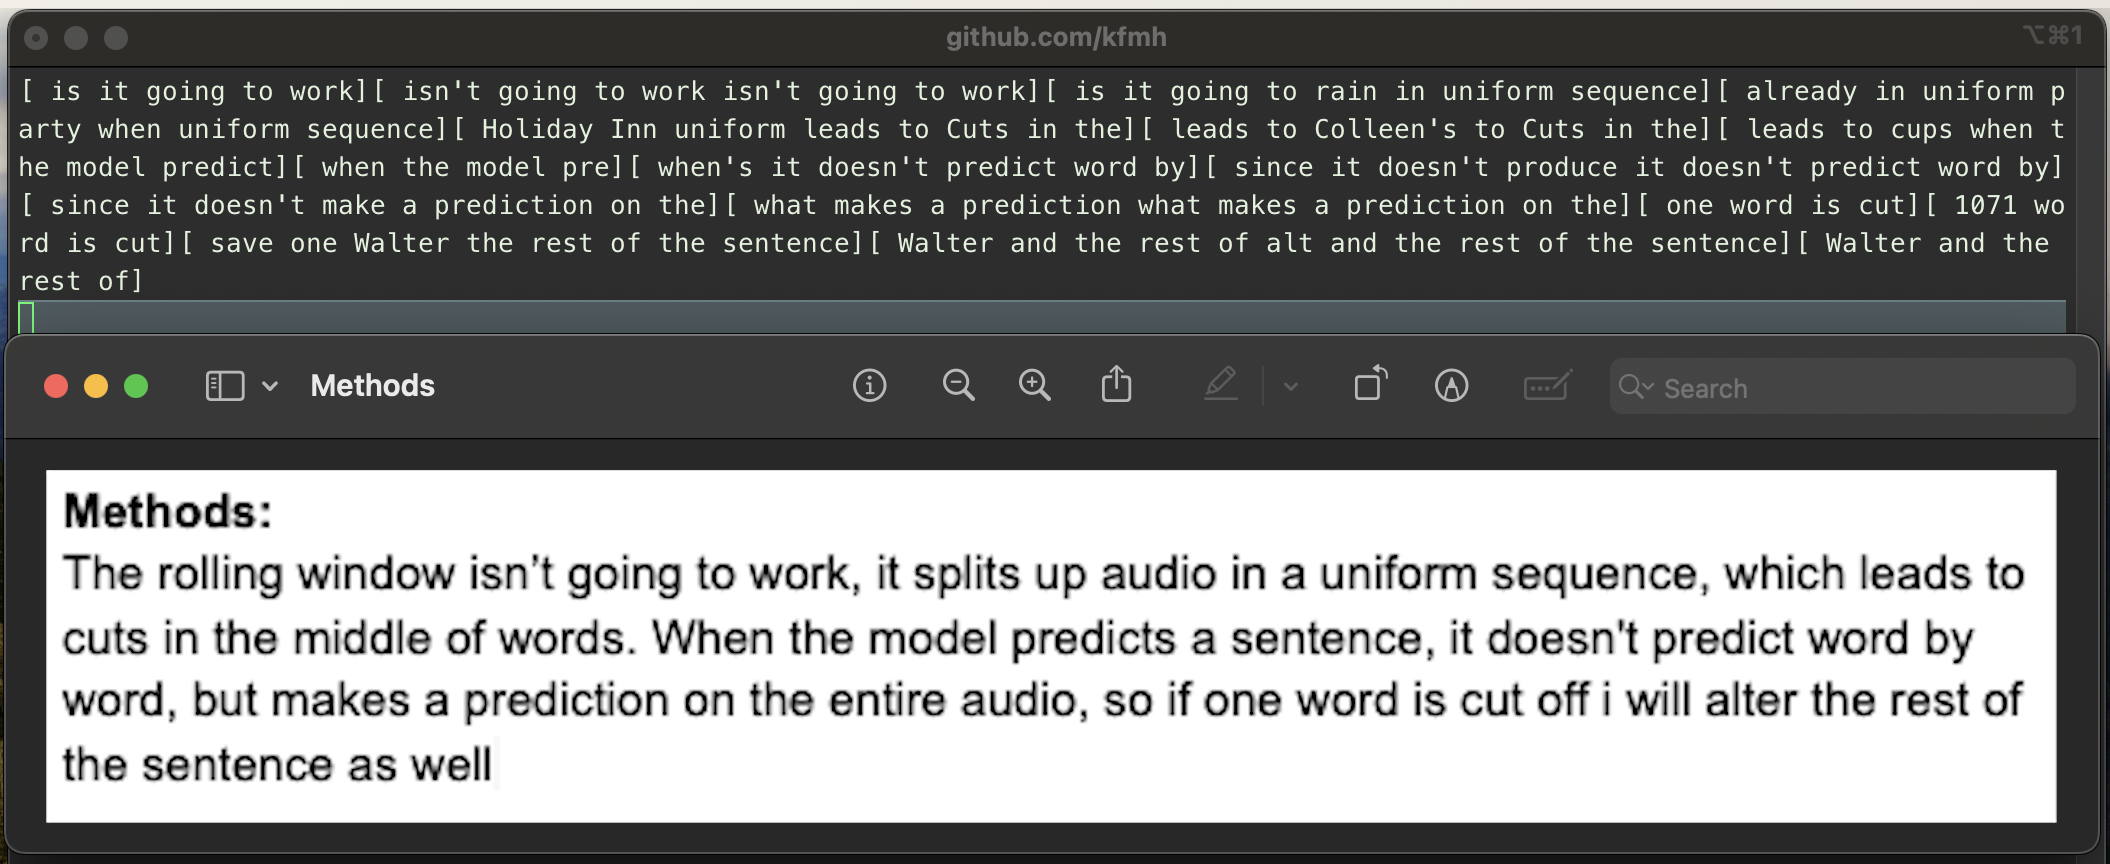 github.com/kfmh
⌥⌘1
[ is it going to work][ isn't going to work isn't going to work][ is it going to rain in uniform sequence][ already in uniform p
arty when uniform sequence][ Holiday Inn uniform leads to Cuts in the][ leads to Colleen's to Cuts in the][ leads to cups when t
he model predict][ when the model pre][ when's it doesn't predict word by][ since it doesn't produce it doesn't predict word by]
[ since it doesn't make a prediction on the][ what makes a prediction what makes a prediction on the][ one word is cut][ 1071 wo
rd is cut][ save one Walter the rest of the sentence][ Walter and the rest of alt and the rest of the sentence][ Walter and the
rest of]
Methods
Search
Methods:
The rolling window isn't going to work, it splits up audio in a uniform sequence, which leads to
cuts in the middle of words. When the model predicts a sentence, it doesn't predict word by
word, but makes a prediction on the entire audio, so if one word is cut off i will alter the rest of
the sentence as well